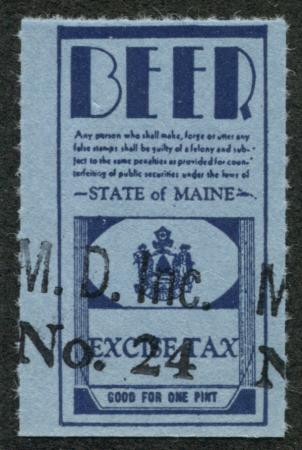 BEER
Any person who shall make, forge or utter any
false stamps shall be guilty of a felony and sub-
ject to the same penalties as provided for coun-
terfeiting of public securities under the laws of
STATE of MAINE
M. D. Inc. M
No. 24 N
EXCISE TAX
GOOD FOR ONE PINT